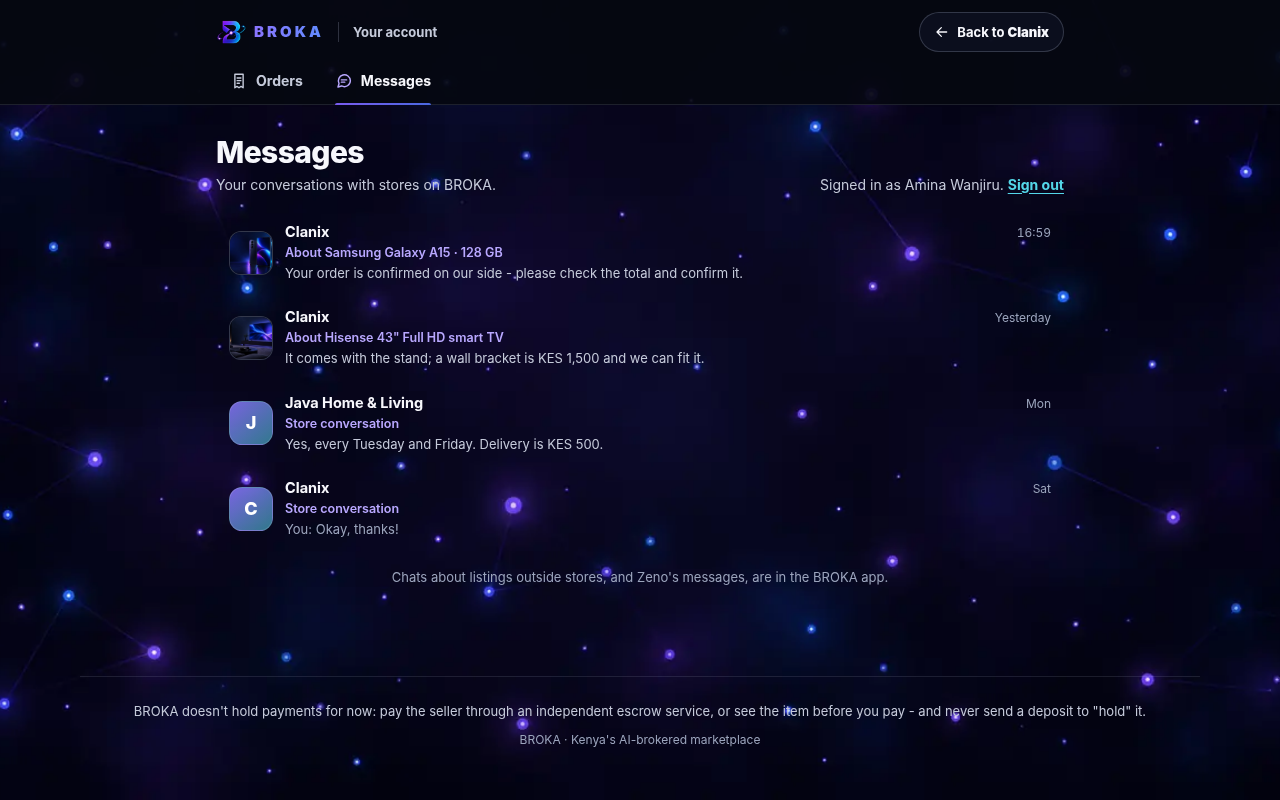 BROKA
Your account
Back to Clanix
Orders
Messages
Messages
Your conversations with stores on BROKA.
Signed in as Amina Wanjiru. Sign out
Clanix
16:59
About Samsung Galaxy A15 · 128 GB
Your order is confirmed on our side - please check the total and confirm it.
Clanix
Yesterday
About Hisense 43" Full HD smart TV
It comes with the stand; a wall bracket is KES 1,500 and we can fit it.
J
Java Home & Living
Mon
Store conversation
Yes, every Tuesday and Friday. Delivery is KES 500.
C
Clanix
Sat
Store conversation
You: Okay, thanks!
Chats about listings outside stores, and Zeno's messages, are in the BROKA app.
BROKA doesn't hold payments for now: pay the seller through an independent escrow service, or see the item before you pay - and never send a deposit to "hold" it.
BROKA · Kenya's AI-brokered marketplace